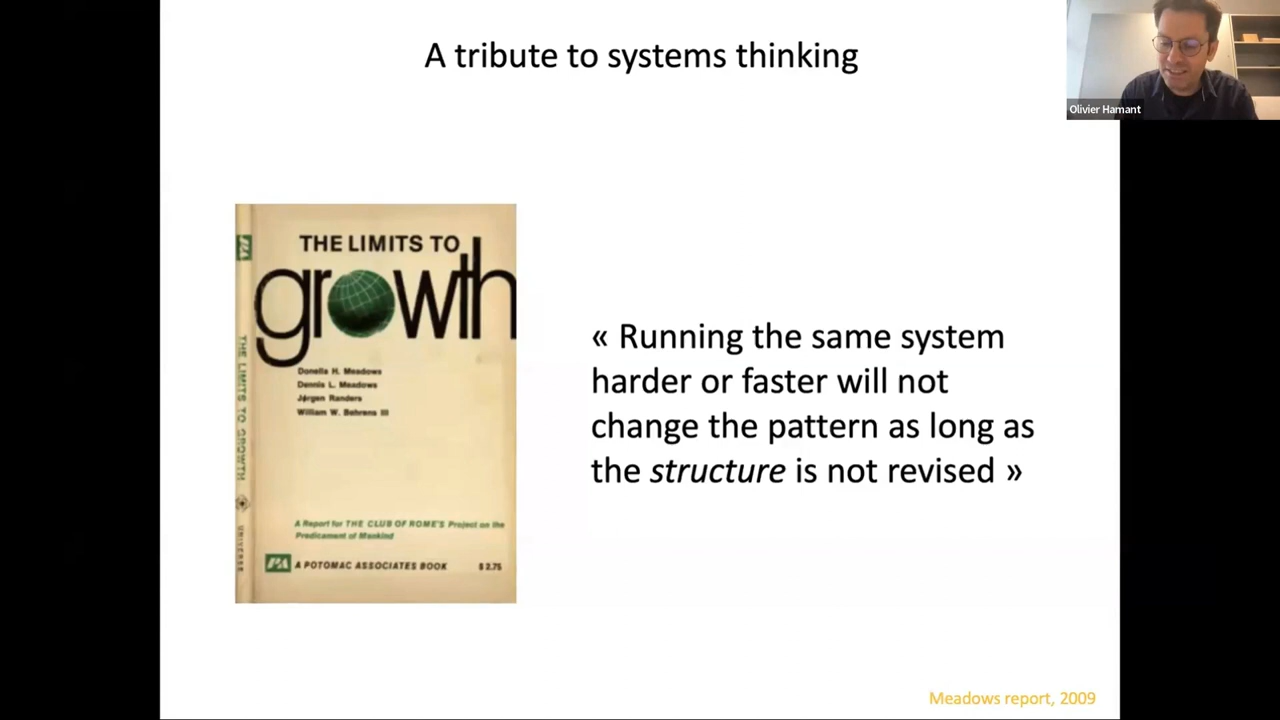 A tribute to systems thinking
Olivier Hamant
THE LIMITS TO
growth
Donella H. Meadows
Dennis L. Meadows
Jørgen Randers
William W. Behrens III
THE LIMITS TO GROWTH
UNIVERSE
A Report for THE CLUB OF ROME'S Project on the
Predicament of Mankind
A POTOMAC ASSOCIATES BOOK $2.75
« Running the same system
harder or faster will not
change the pattern as long as
the structure is not revised »
Meadows report, 2009